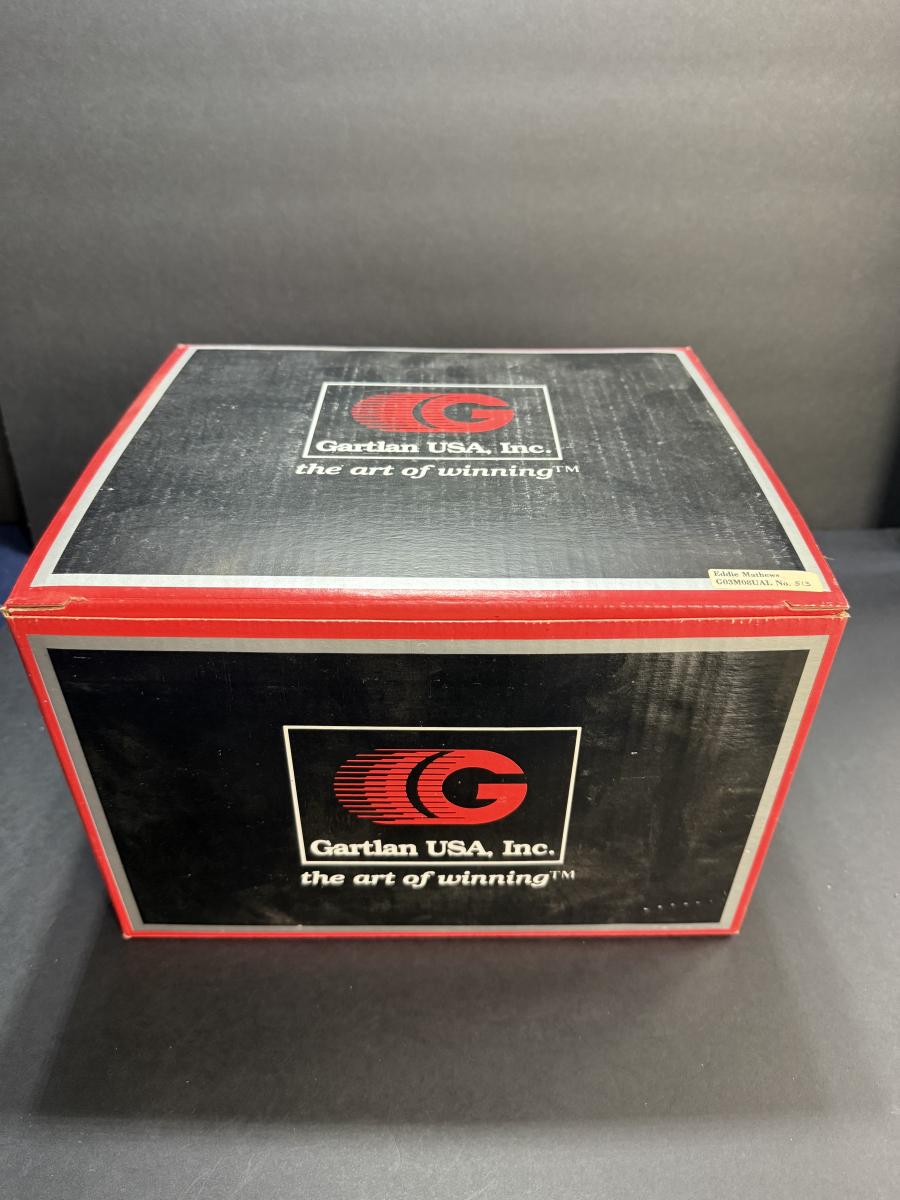 G
Gartlan USA, Inc.
the art of winning™
Eddie Mathews
G03M08UAL No. 513
G
Gartlan USA, Inc.
the art of winning™